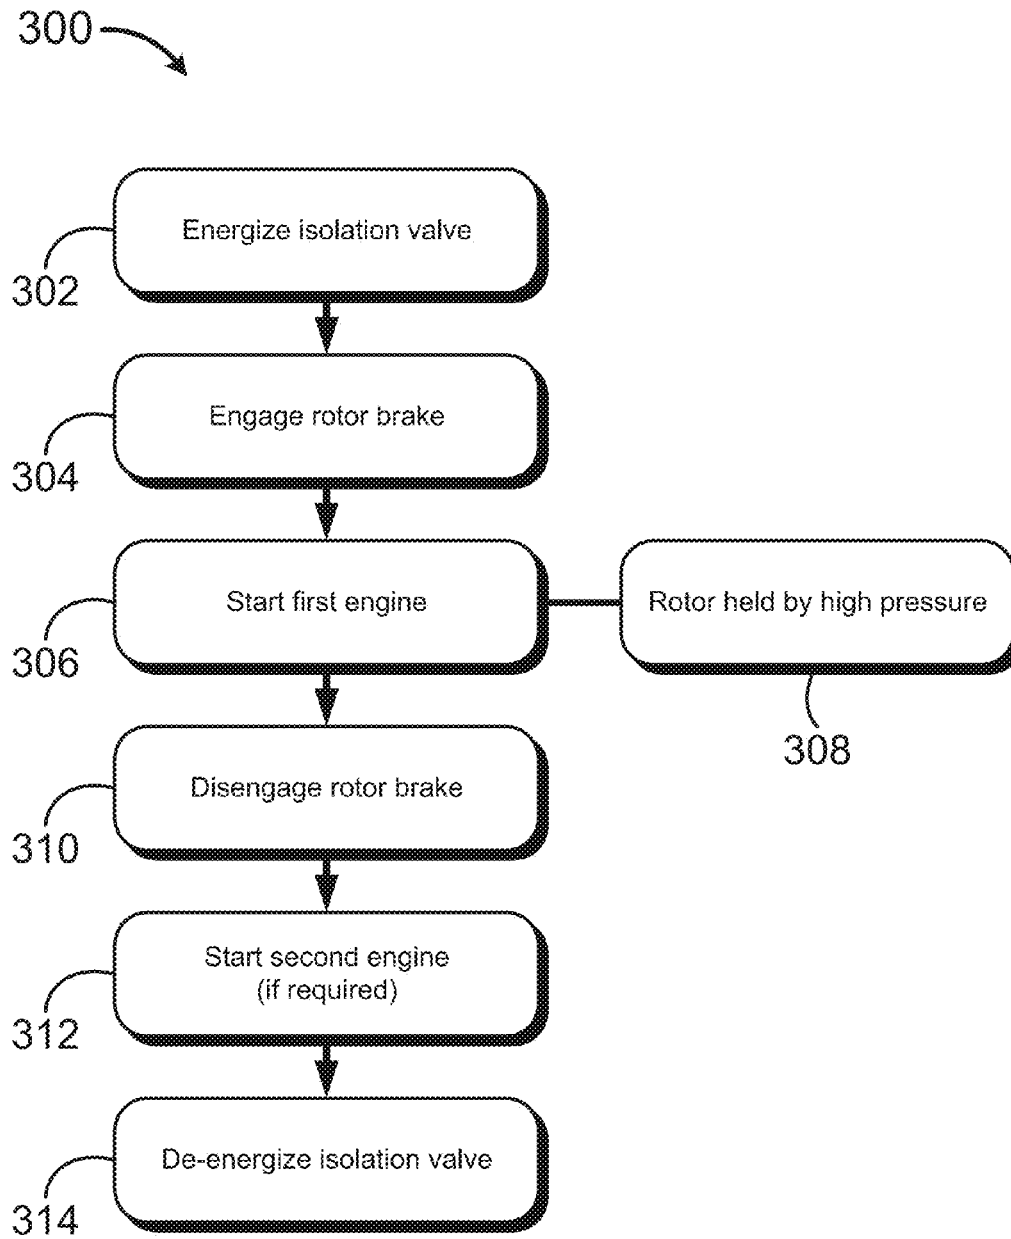 300
Energize isolation valve
302
Engage rotor brake
304
Start first engine
306
Rotor held by high pressure
308
Disengage rotor brake
310
Start second engine
(if required)
312
De-energize isolation valve
314